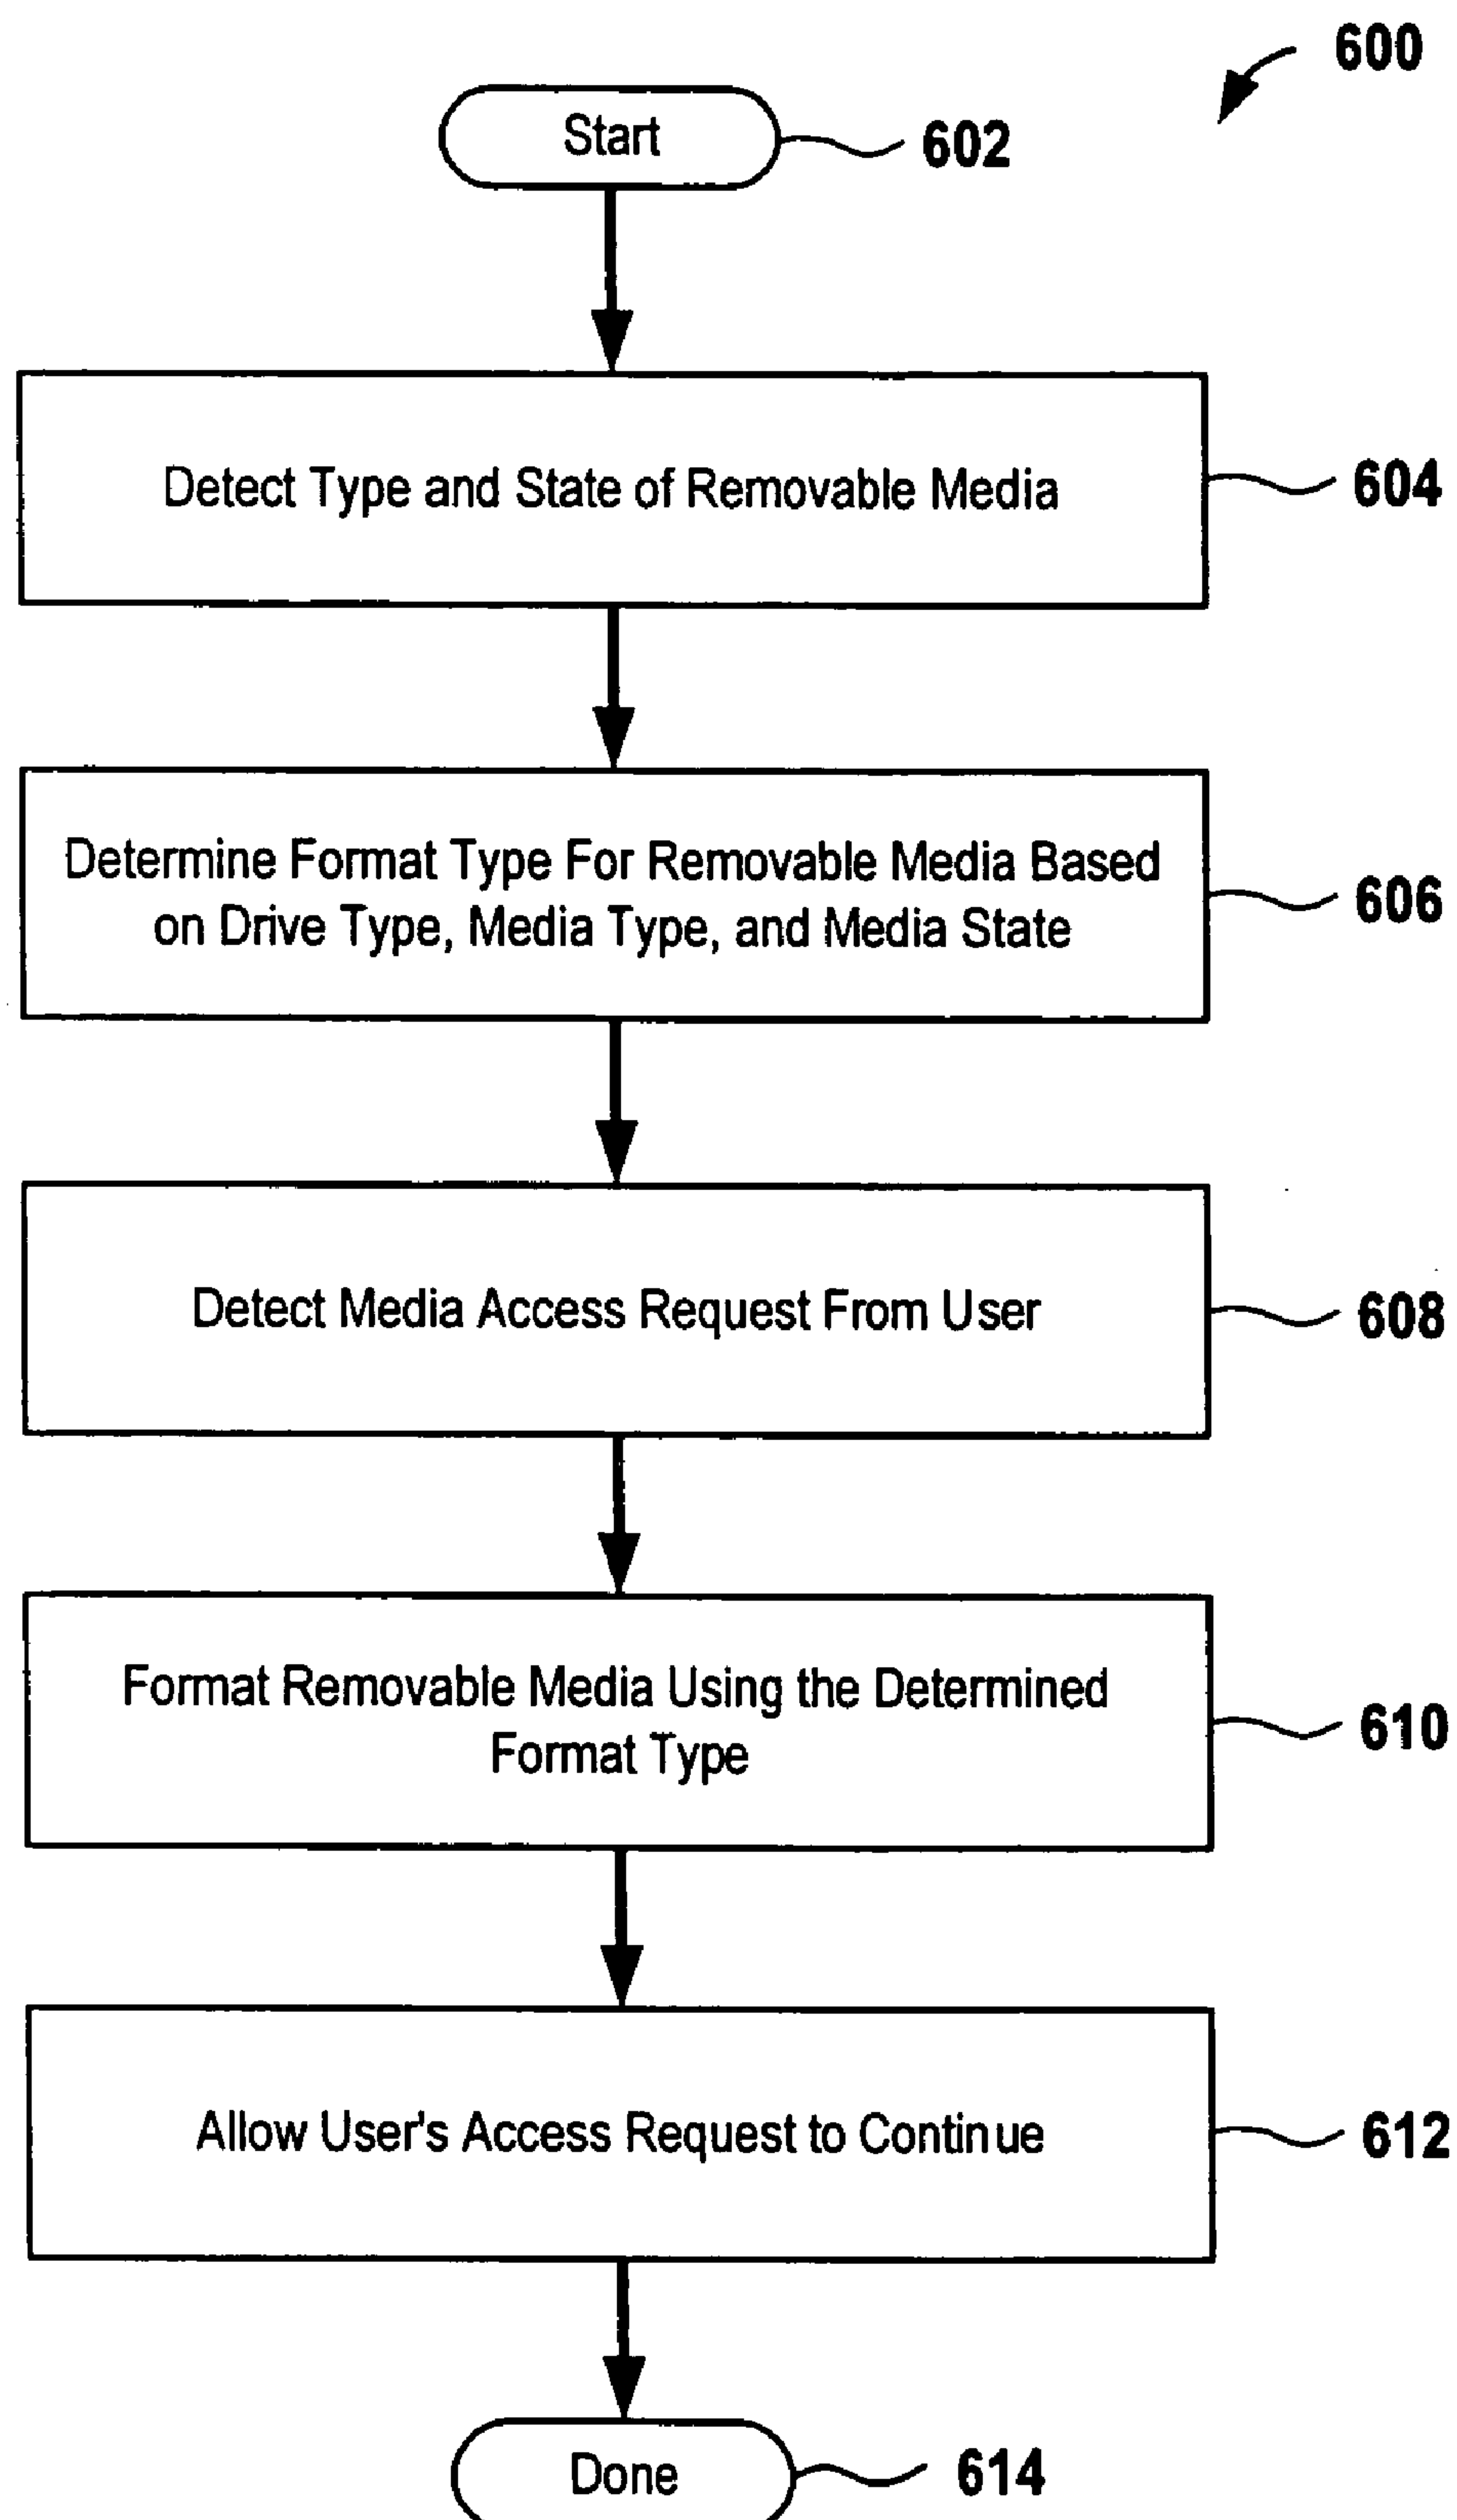 600
Start
602
Detect Type and State of Removable Media
604
Determine Format Type For Removable Media Based
on Drive Type, Media Type, and Media State
606
Detect Media Access Request From User
608
Format Removable Media Using the Determined
Format Type
610
Allow User's Access Request to Continue
612
Done
614